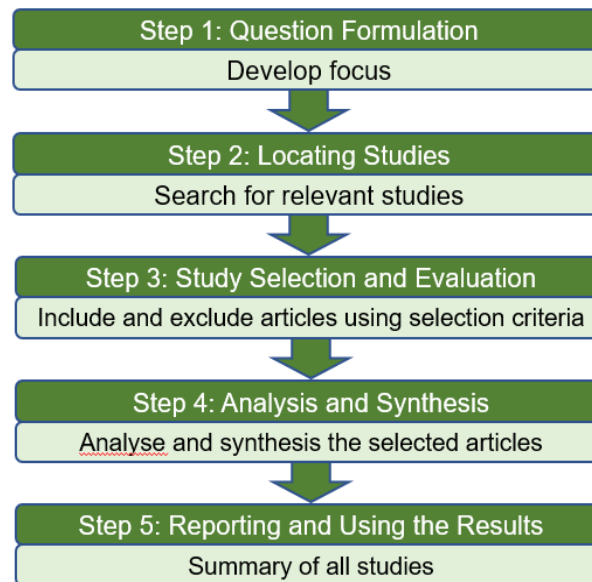 Step 1: Question Formulation
Develop focus
Step 2: Locating Studies
Search for relevant studies
Step 3: Study Selection and Evaluation
Include and exclude articles using selection criteria
Step 4: Analysis and Synthesis
Analyse and synthesis the selected articles
Step 5: Reporting and Using the Results
Summary of all studies